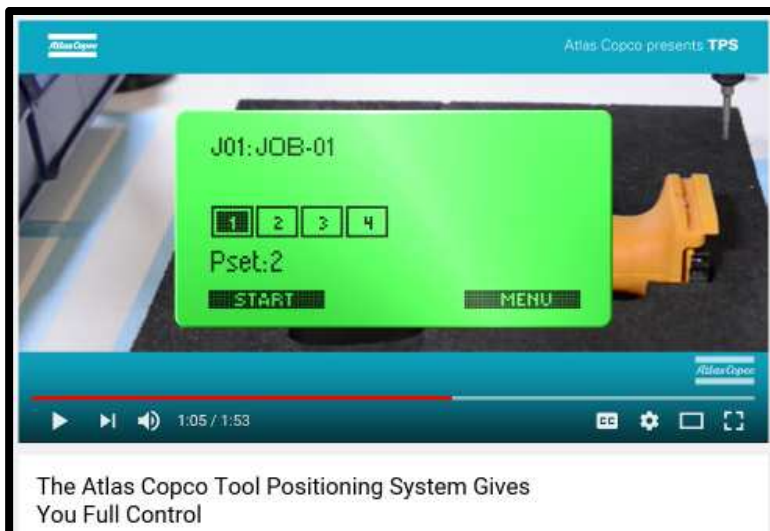 Atlas Copco
Atlas Copco presents TPS
J01:JOB-01
1 2 3 4
Pset:2
START MENU
Atlas Copco
1:05 / 1:53 CC
The Atlas Copco Tool Positioning System Gives
You Full Control